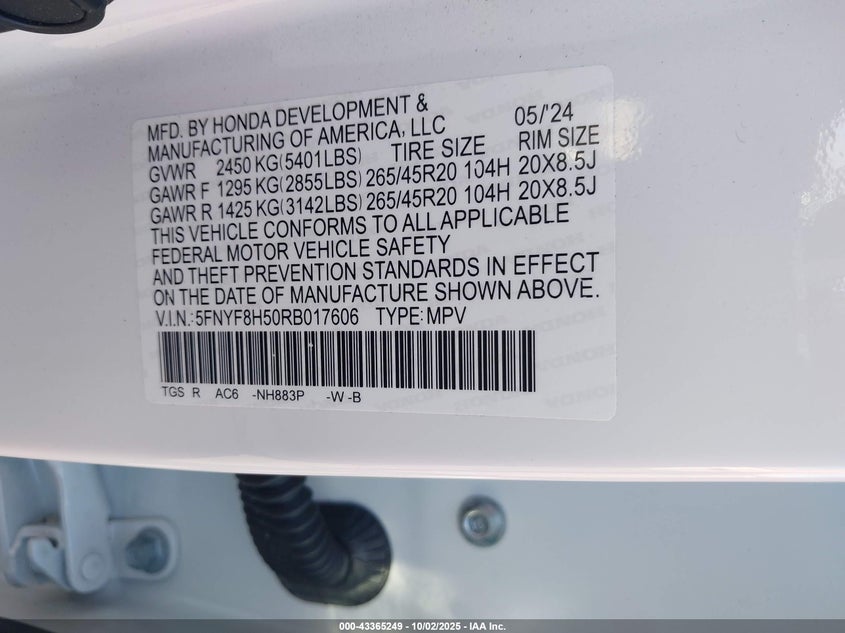 MFD. BY HONDA DEVELOPMENT &
MANUFACTURING OF AMERICA, LLC 05/'24
GVWR 2450 KG(5401LBS) TIRE SIZE RIM SIZE
GAWR F 1295 KG(2855LBS) 265/45R20 104H 20X8.5J
GAWR R 1425 KG(3142LBS) 265/45R20 104H 20X8.5J
THIS VEHICLE CONFORMS TO ALL APPLICABLE
FEDERAL MOTOR VEHICLE SAFETY
AND THEFT PREVENTION STANDARDS IN EFFECT
ON THE DATE OF MANUFACTURE SHOWN ABOVE.
V.I.N.:5FNYF8H50RB017606 TYPE:MPV
TGS R AC6 -NH883P -W -B
000-43365249 - 10/02/2025 - IAA Inc.